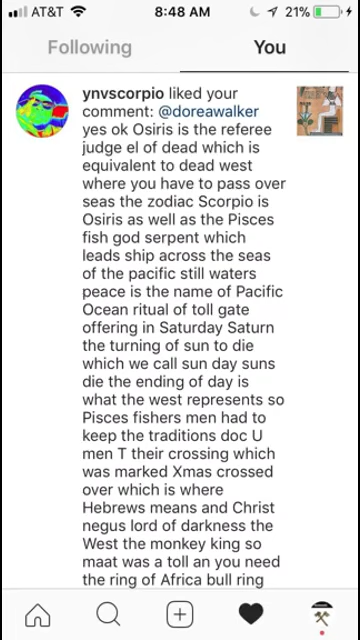 AT&T 8:48 AM 21%
Following You
ynvscorpio liked your
comment: @doreawalker
yes ok Osiris is the referee
judge el of dead which is
equivalent to dead west
where you have to pass over
seas the zodiac Scorpio is
Osiris as well as the Pisces
fish god serpent which
leads ship across the seas
of the pacific still waters
peace is the name of Pacific
Ocean ritual of toll gate
offering in Saturday Saturn
the turning of sun to die
which we call sun day suns
die the ending of day is
what the west represents so
Pisces fishers men had to
keep the traditions doc U
men T their crossing which
was marked Xmas crossed
over which is where
Hebrews means and Christ
negus lord of darkness the
West the monkey king so
maat was a toll an you need
the ring of Africa bull ring